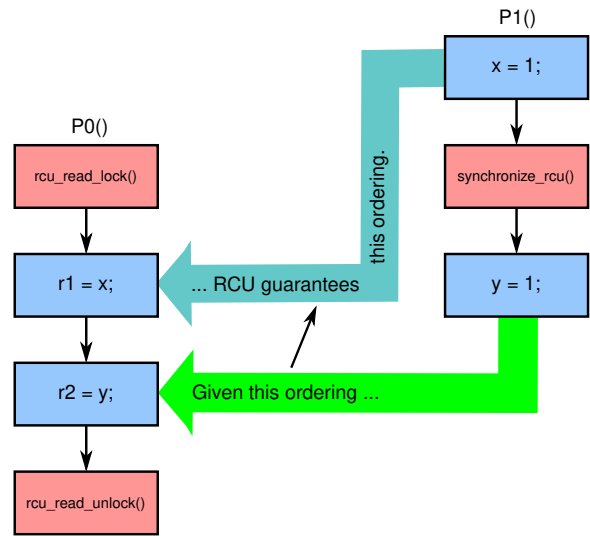 P1()
x = 1;
P0()
rcu_read_lock()
synchronize_rcu()
this ordering.
r1 = x;
... RCU guarantees
y = 1;
r2 = y;
Given this ordering ...
rcu_read_unlock()